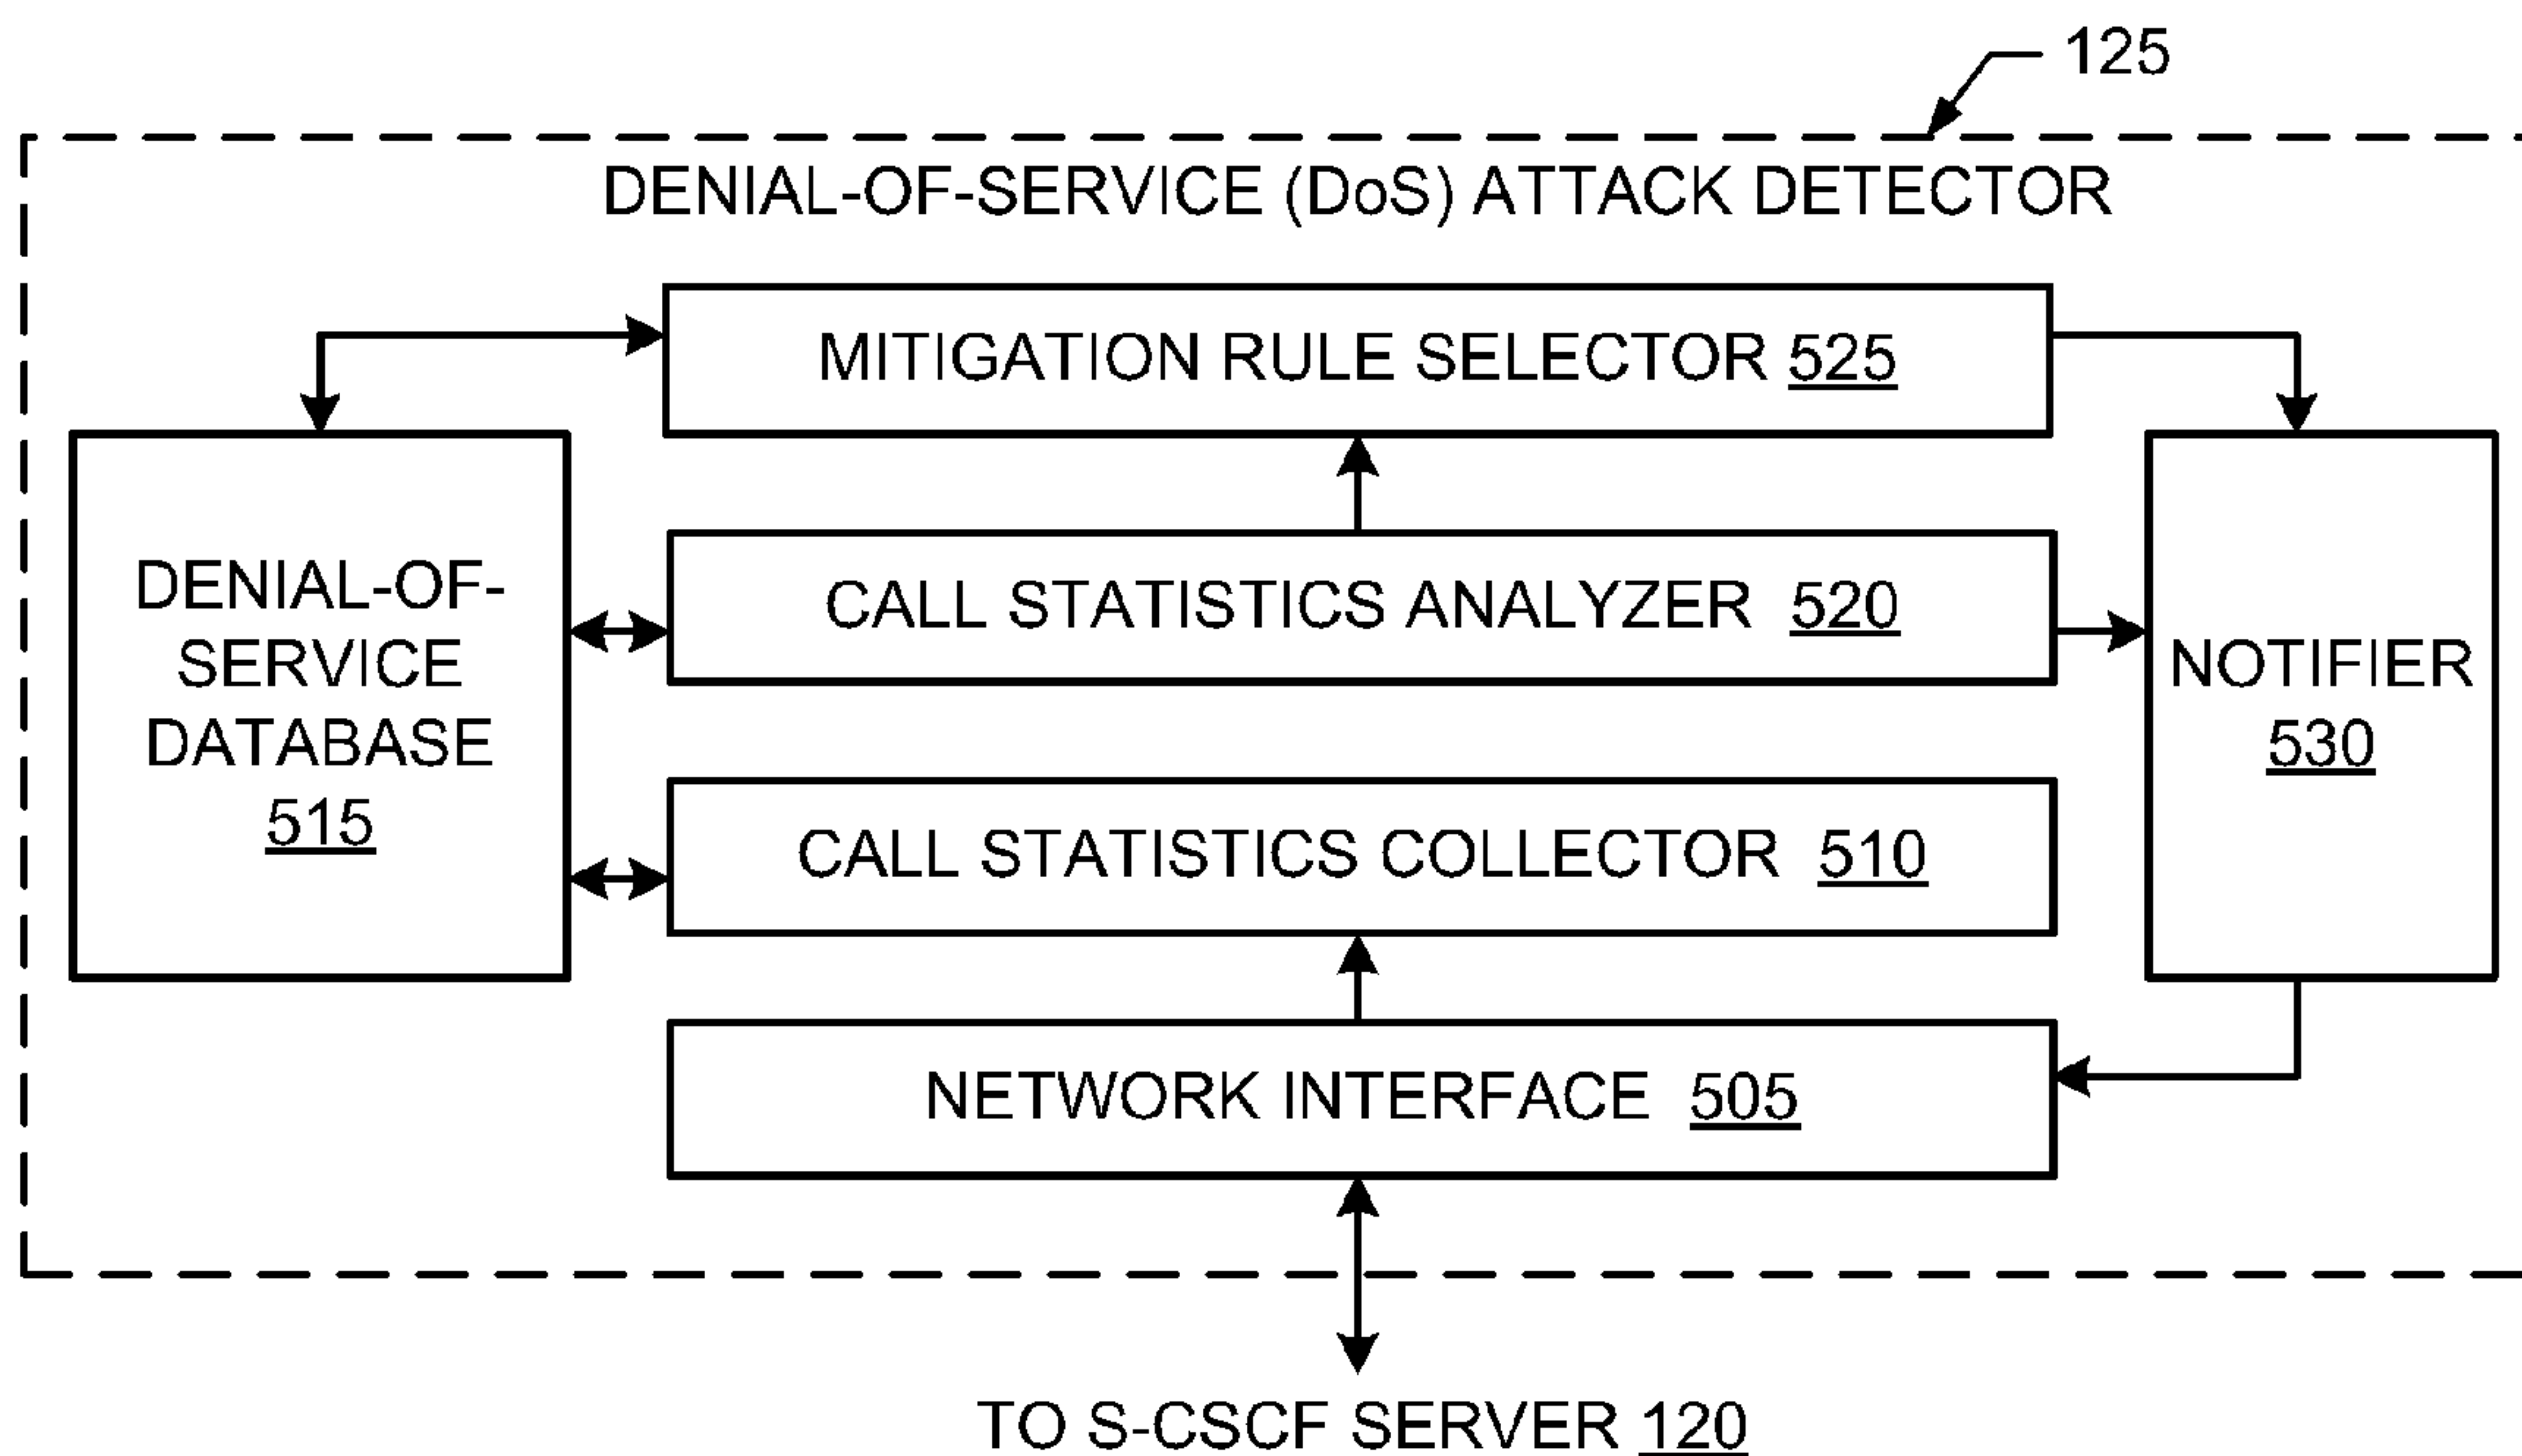 125
DENIAL-OF-SERVICE (DoS) ATTACK DETECTOR
MITIGATION RULE SELECTOR 525
DENIAL-OF-
SERVICE
DATABASE
515
CALL STATISTICS ANALYZER 520
NOTIFIER
530
CALL STATISTICS COLLECTOR 510
NETWORK INTERFACE 505
TO S-CSCF SERVER 120